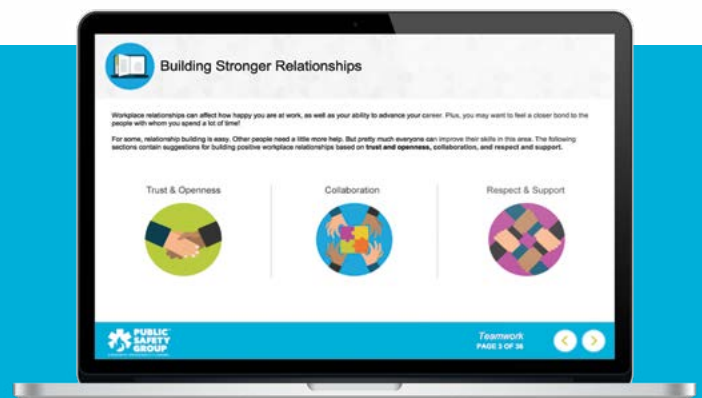 Building Stronger Relationships
Workplace relationships can affect how happy you are at work, as well as your ability to advance your career. Plus, you may want to feel a closer bond to the
people with whom you spend a lot of time!
For some, relationship building is easy. Other people need a little more help. But pretty much everyone can improve their skills in this area. The following
sections contain suggestions for building positive workplace relationships based on trust and openness, collaboration, and respect and support.
Trust & Openness
Collaboration
Respect & Support
PUBLIC
SAFETY
GROUP
Teamwork
PAGE 3 OF 36